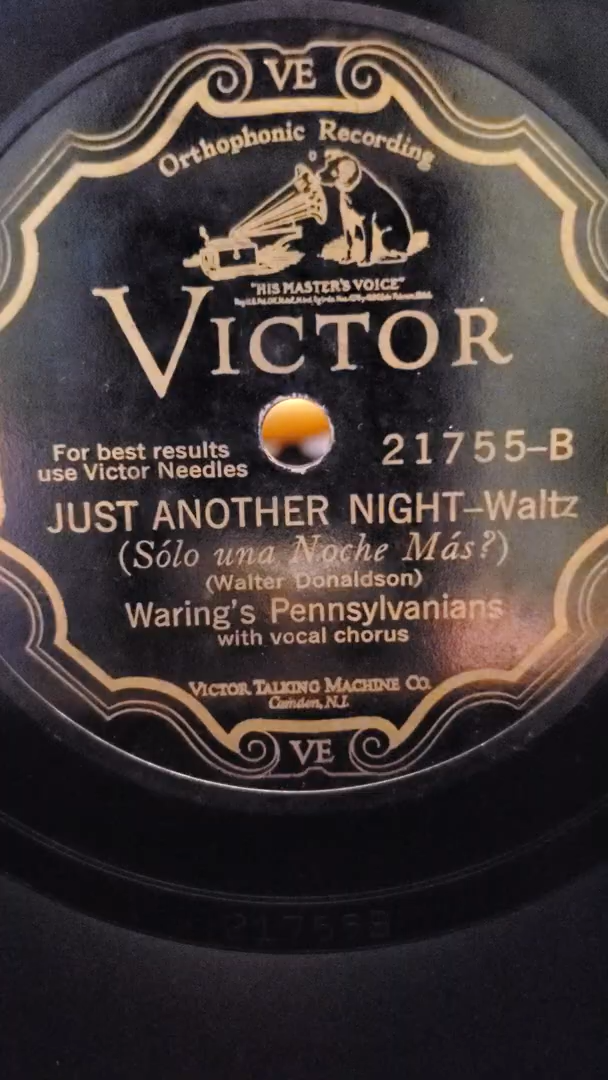 VE
Orthophonic Recording
"HIS MASTER'S VOICE"
VICTOR
For best results
use Victor Needles
21755-B
JUST ANOTHER NIGHT-Waltz
(Sólo una Noche Más?)
(Walter Donaldson)
Waring's Pennsylvanians
with vocal chorus
VICTOR TALKING MACHINE CO.
Camden, N.J.
VE
21755B